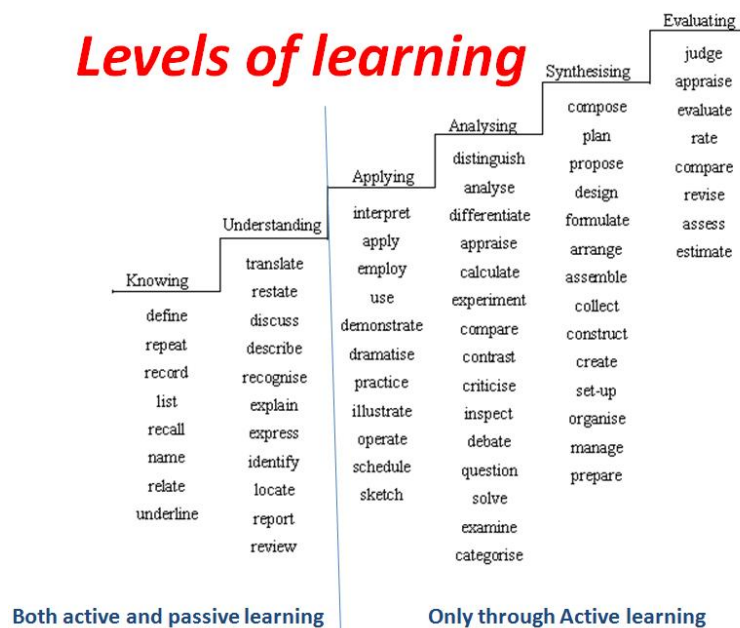 Levels of learning
Knowing
define
repeat
record
list
recall
name
relate
underline
Understanding
translate
restate
discuss
describe
recognise
explain
express
identify
locate
report
review
Applying
interpret
apply
employ
use
demonstrate
dramatise
practice
illustrate
operate
schedule
sketch
Analysing
distinguish
analyse
differentiate
appraise
calculate
experiment
compare
contrast
criticise
inspect
debate
question
solve
examine
categorise
Synthesising
compose
plan
propose
design
formulate
arrange
assemble
collect
construct
create
set-up
organise
manage
prepare
Evaluating
judge
appraise
evaluate
rate
compare
revise
assess
estimate
Both active and passive learning
Only through Active learning